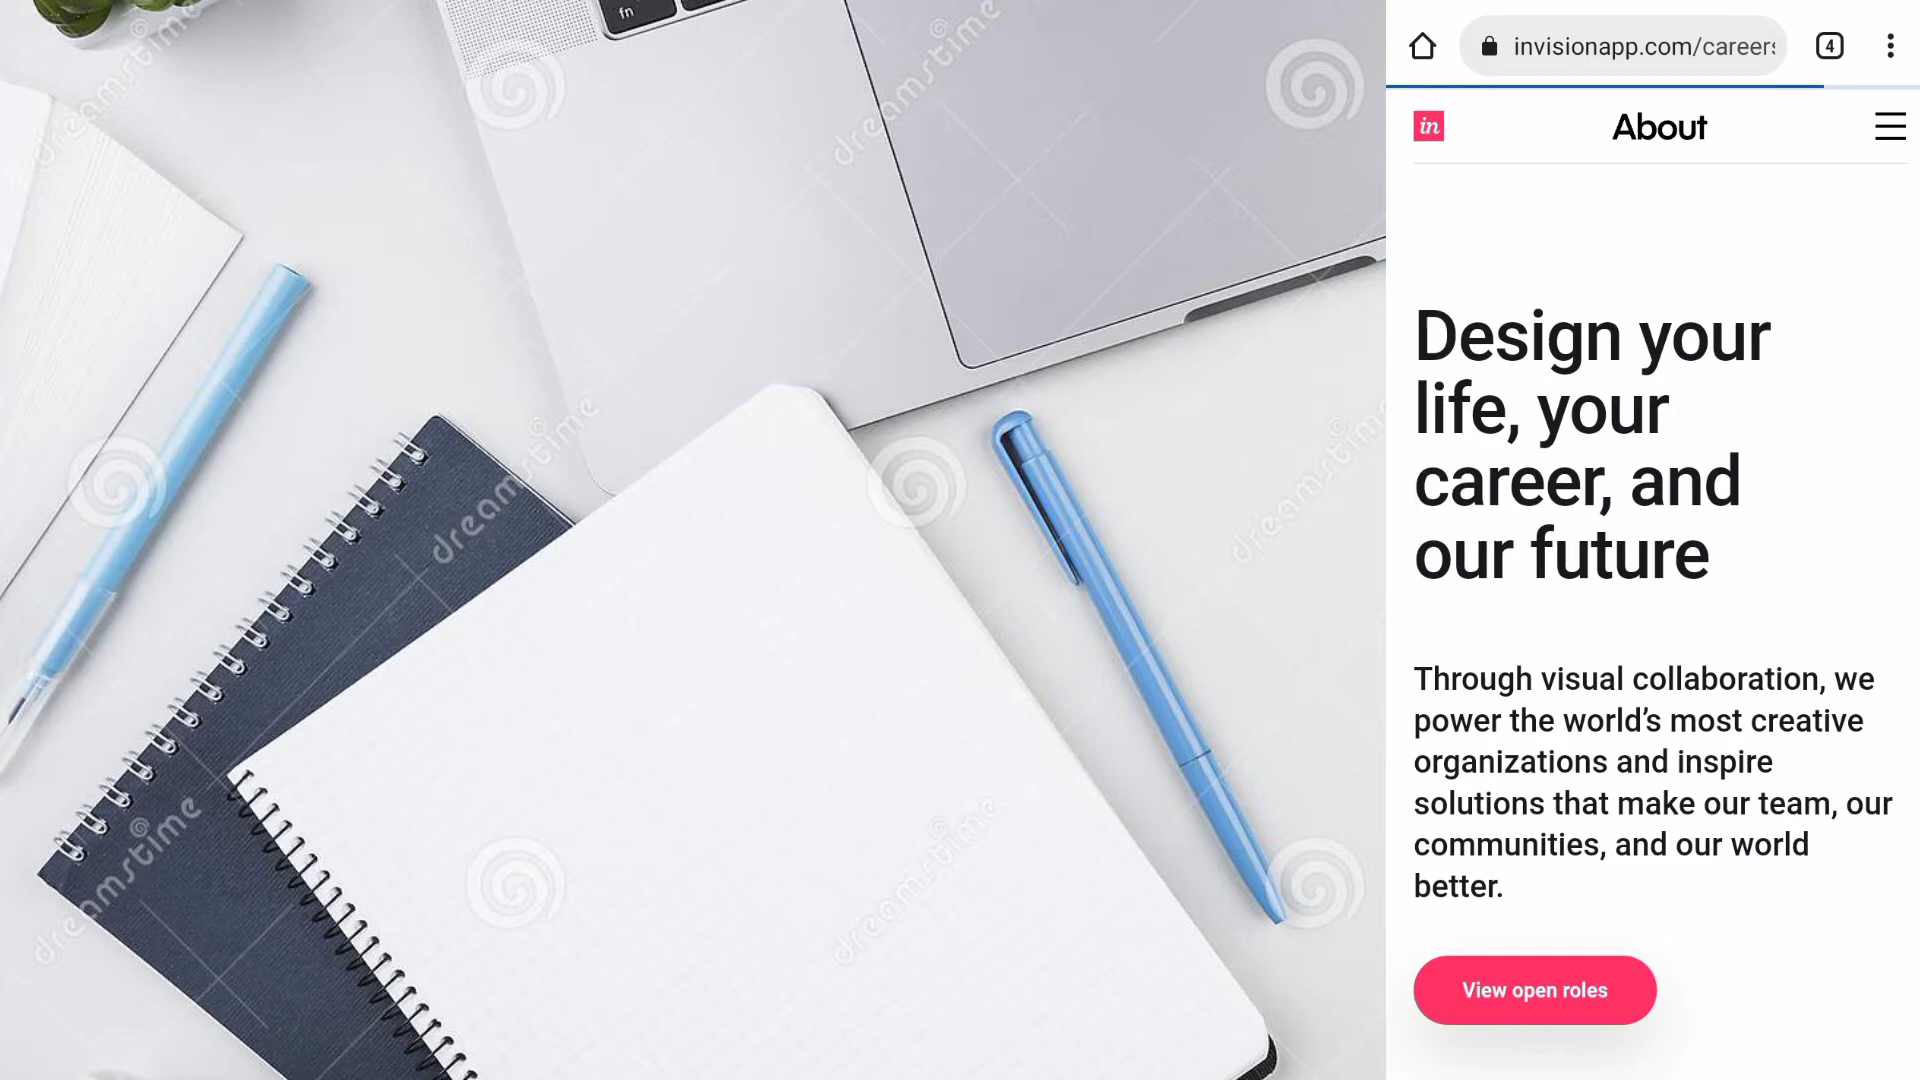 fn
dreamstime
dreamstime
dreamstime
dreamstime
dreamstime
dreamstime
invisionapp.com/careers
4
in
About
Design your
life, your
career, and
our future
Through visual collaboration, we
power the world’s most creative
organizations and inspire
solutions that make our team, our
communities, and our world
better.
View open roles